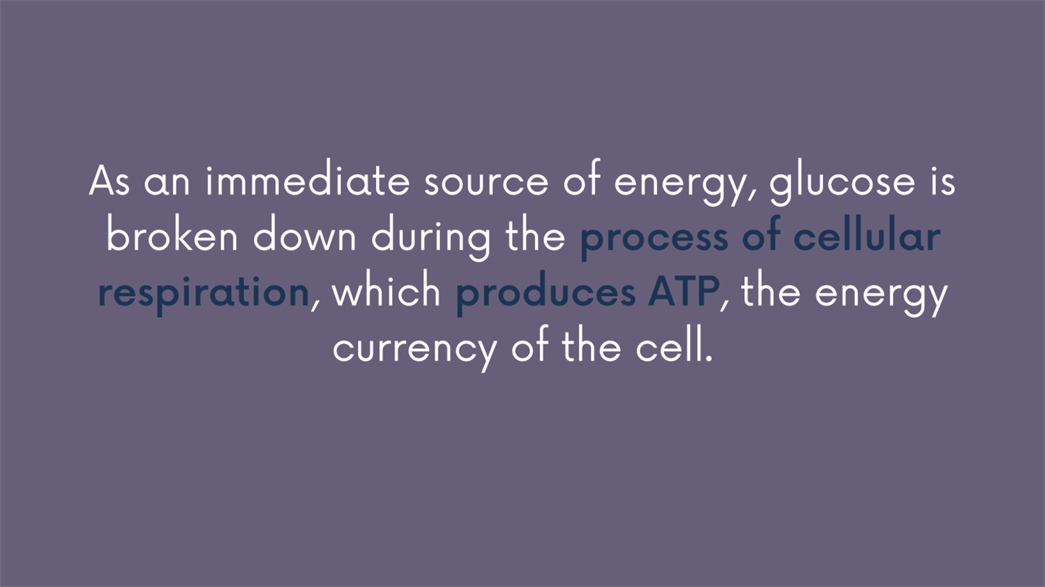 As an immediate source of energy, glucose is
broken down during the process of cellular
respiration, which produces ATP, the energy
currency of the cell.